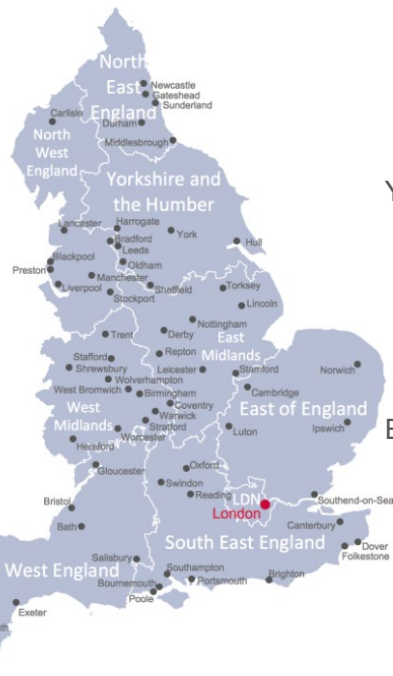 North
East
England
Newcastle
Gateshead
Sunderland
Carlisle
Durham
Middlesbrough
North
West
England
Yorkshire and
the Humber
Lancaster
Harrogate
York
Hull
Bradford
Leeds
Blackpool
Preston
Oldham
Manchester
Liverpool
Stockport
Sheffield
Torksey
Lincoln
Trent
Derby
Nottingham
East
Midlands
Stafford
Repton
Shrewsbury
Leicester
Norwich
Wolverhampton
West Bromwich
Birmingham
Cambridge
Coventry
Warwick
Stratford
West
Midlands
Worcester
East of England
Ipswich
Luton
Hereford
Gloucester
Oxford
Swindon
Reading
LDN
London
Southend-on-Sea
Bristol
Bath
Canterbury
Salisbury
South East England
Dover
Folkestone
West England
Southampton
Bournemouth
Portsmouth
Brighton
Poole
Exeter
Y
E